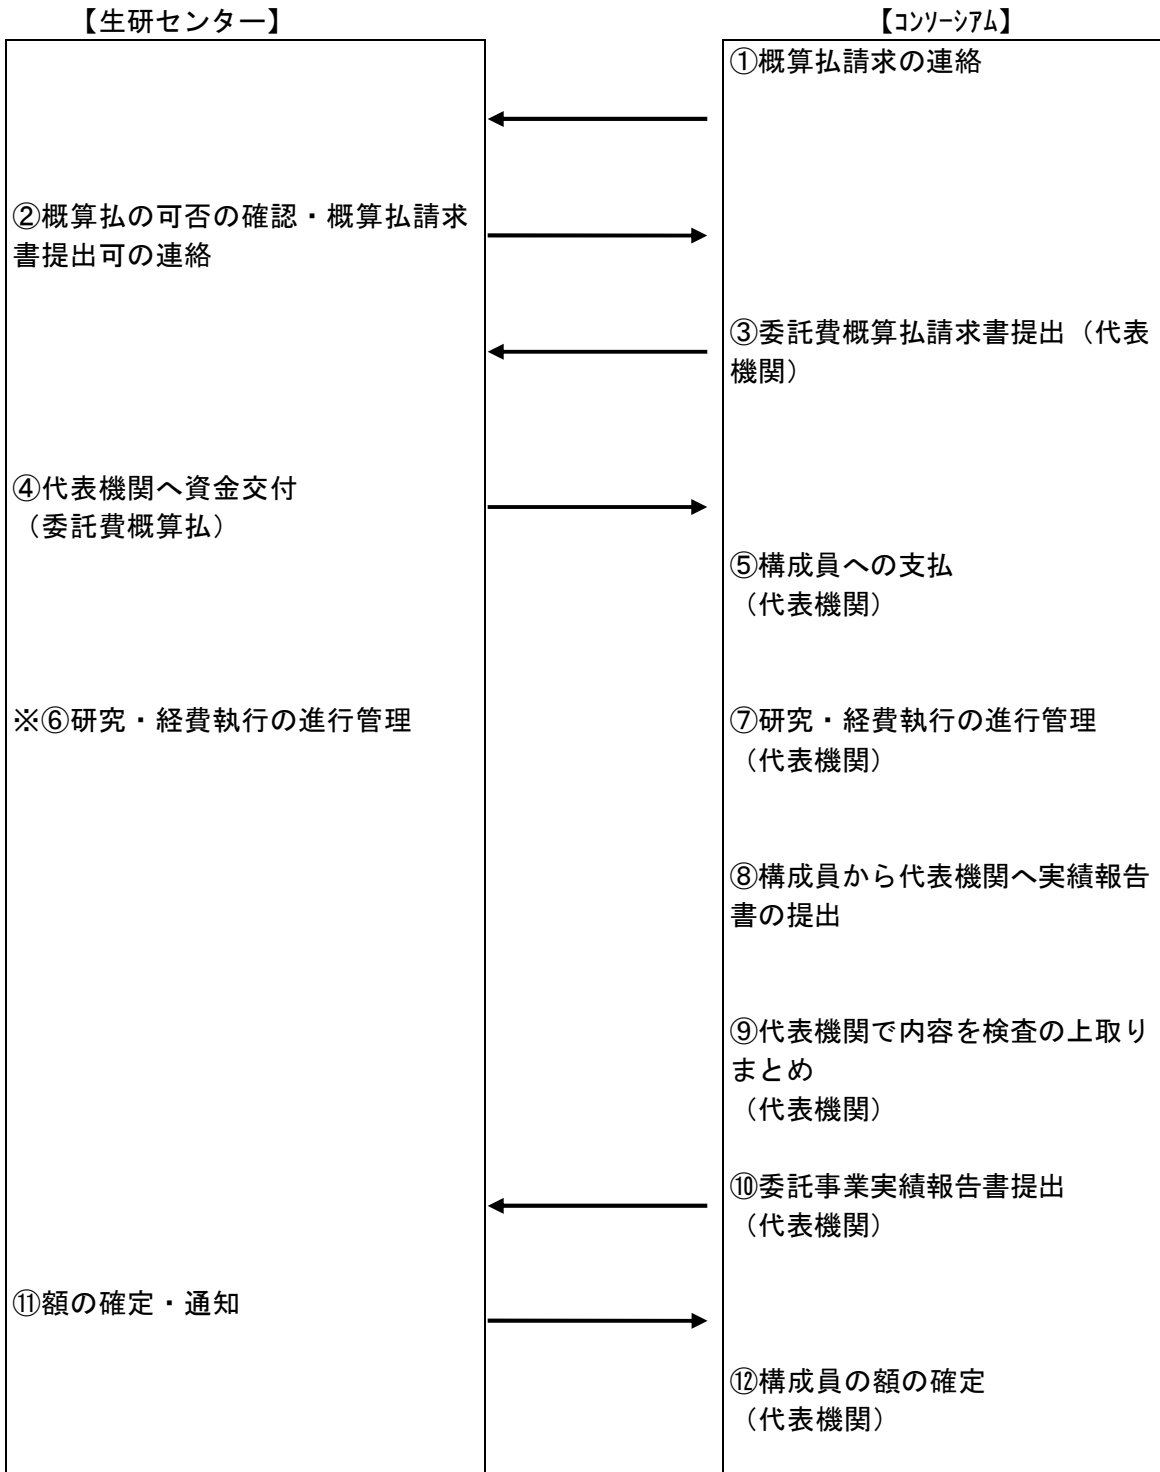 【生研センター】
【ｺﾝｿｰｼｱﾑ】
①概算払請求の連絡
②概算払の可否の確認・概算払請求
書提出可の連絡
③委託費概算払請求書提出（代表
機関）
④代表機関へ資金交付
（委託費概算払）
⑤構成員への支払
（代表機関）
※⑥研究・経費執行の進行管理
⑦研究・経費執行の進行管理
（代表機関）
⑧構成員から代表機関へ実績報告
書の提出
⑨代表機関で内容を検査の上取り
まとめ
（代表機関）
⑩委託事業実績報告書提出
（代表機関）
⑪額の確定・通知
⑫構成員の額の確定
（代表機関）